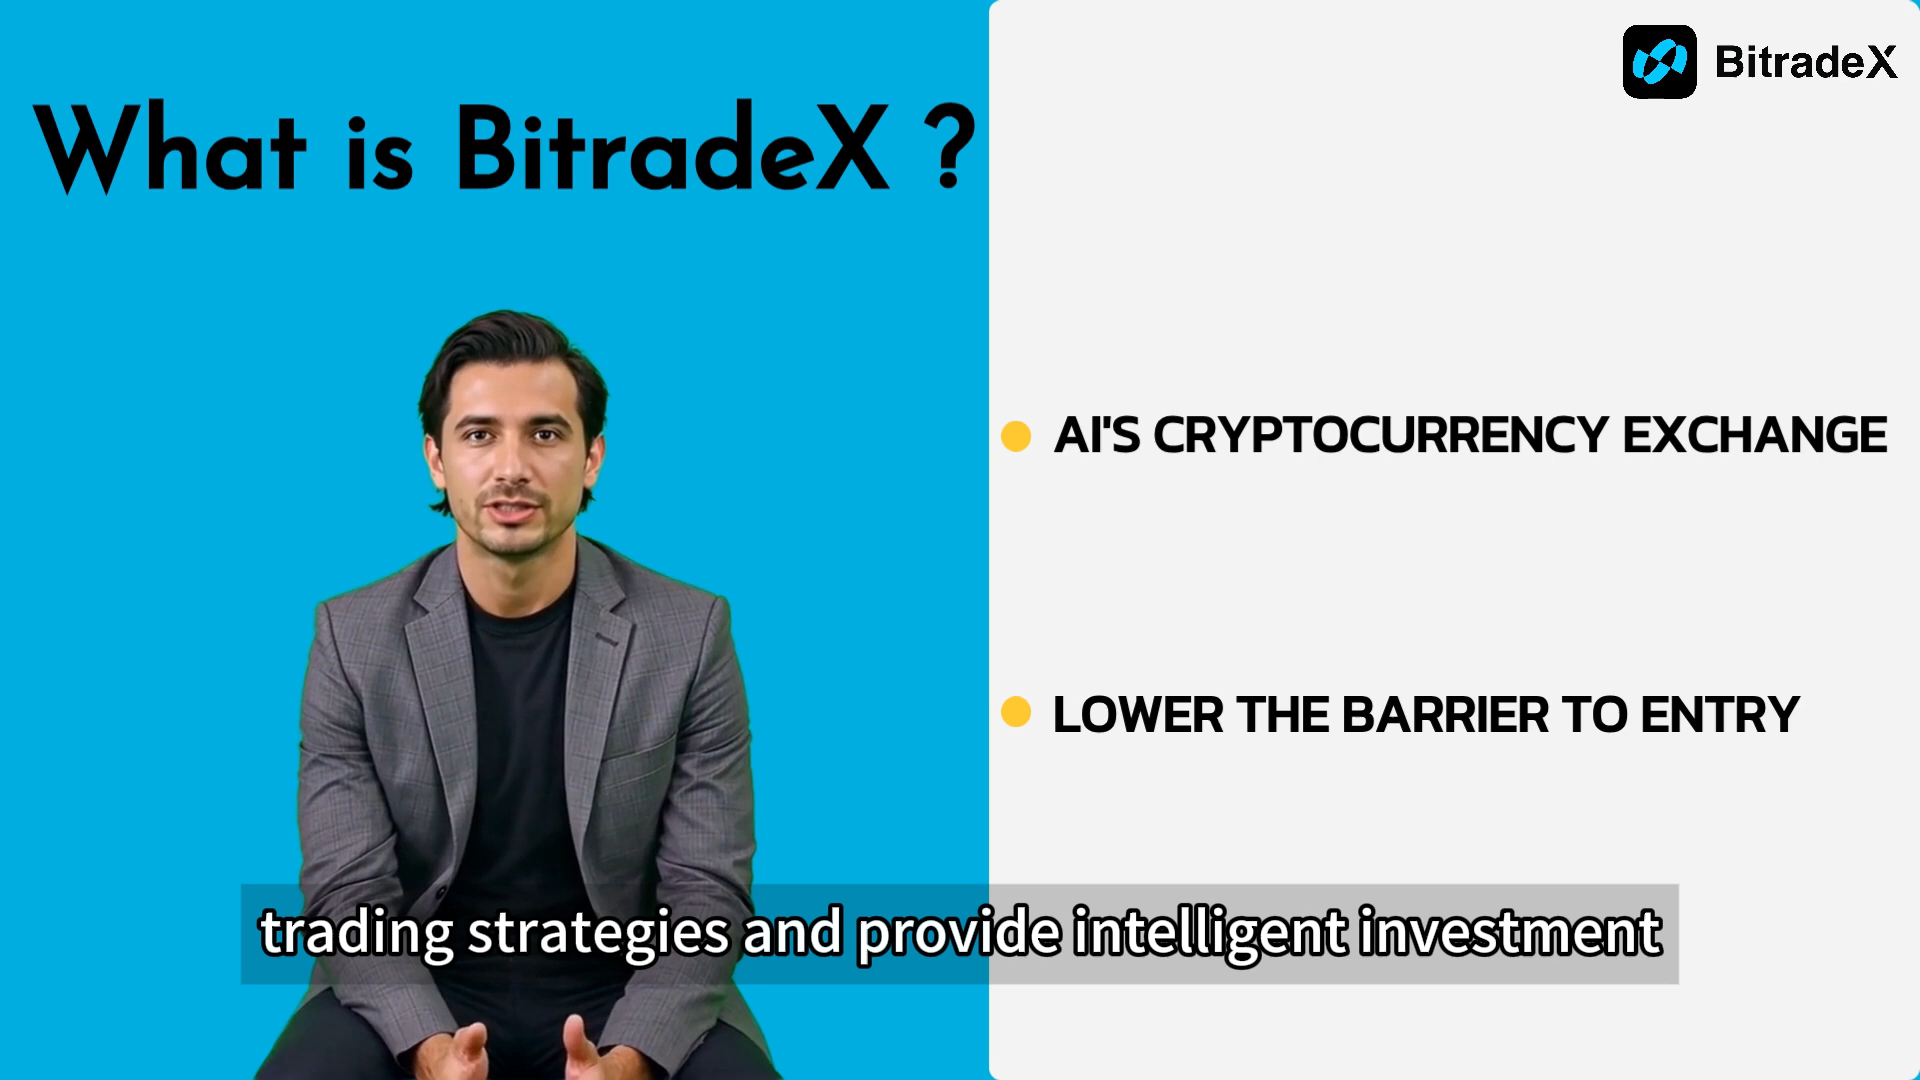 What is BitradeX ?
BitradeX
AI'S CRYPTOCURRENCY EXCHANGE
LOWER THE BARRIER TO ENTRY
trading strategies and provide intelligent investment